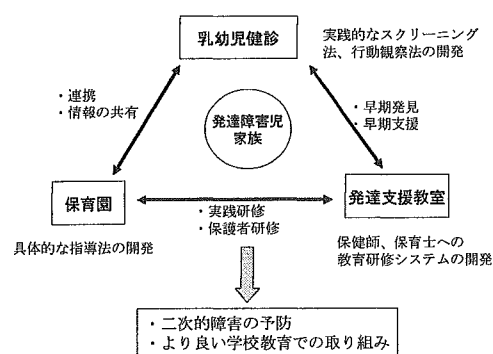 乳幼児健診
実践的なスクリーニング
法、行動観察法の開発
・連携
・情報の共有
発達障害児
家族
・早期発見
・早期支援
保育園
発達支援教室
・実践研修
・保護者研修
具体的な指導法の開発
保健師、保育士への
教育研修システムの開発
・二次的障害の予防
・より良い学校教育での取り組み